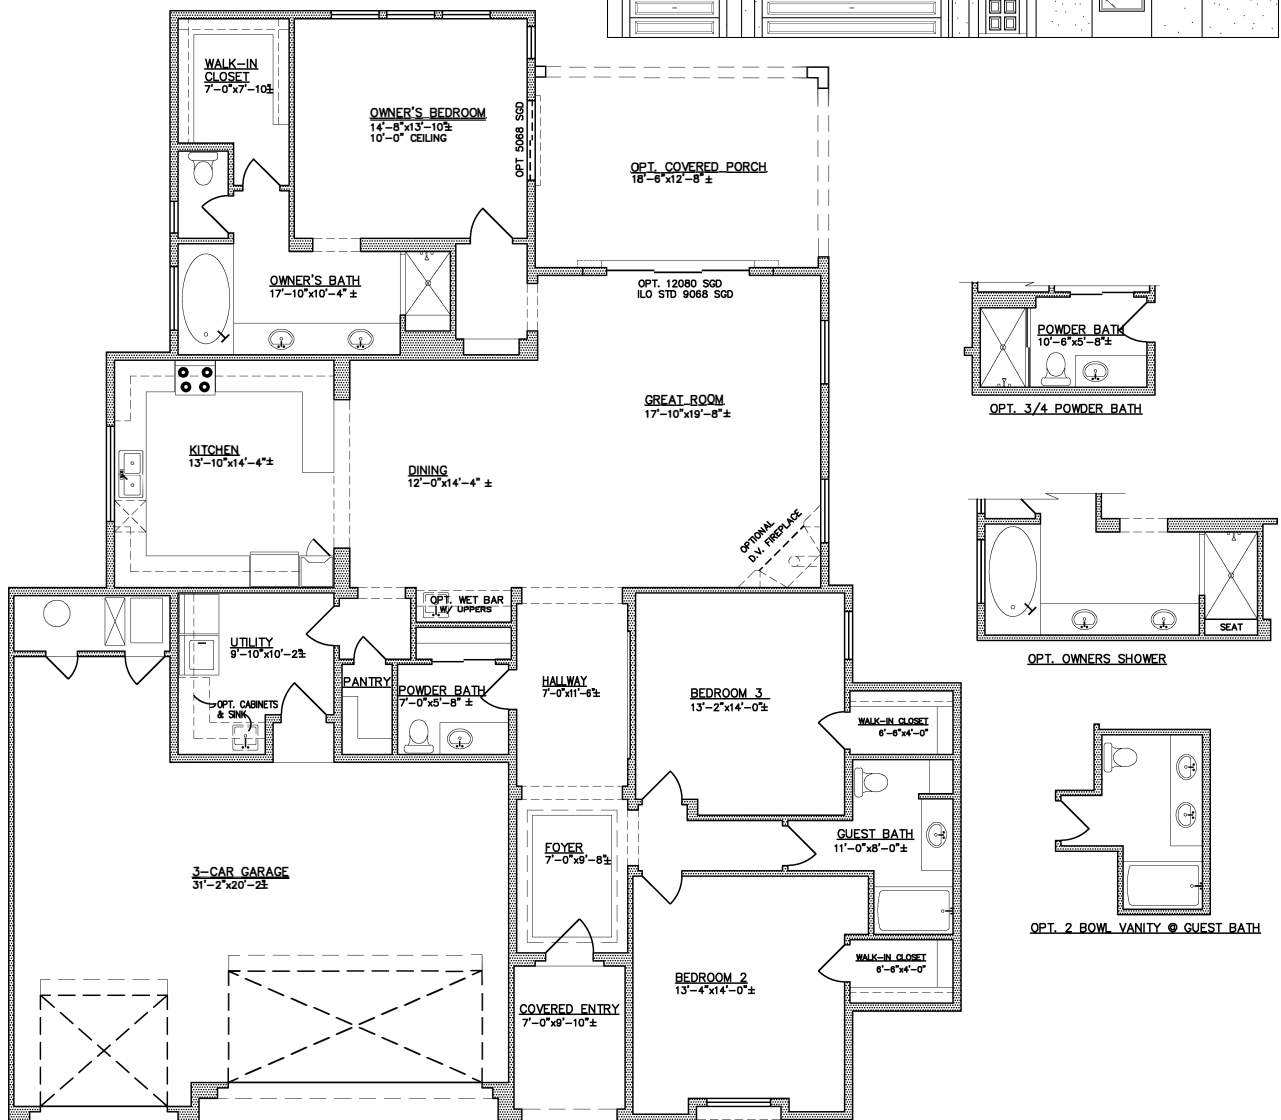 WALK-IN
CLOSET
7'-0"x7'-10"±
OWNER'S BEDROOM
14'-8"x13'-10"±
10'-0" CEILING
OPT 5068 SGD
OPT. COVERED PORCH
18'-6"x12'-8"±
OWNER'S BATH
17'-10"x10'-4" ±
OPT. 12080 SGD
ILO STD 9068 SGD
POWDER BATH
10'-6"x5'-8"±
OPT. 3/4 POWDER BATH
GREAT ROOM
17'-10"x19'-8"±
KITCHEN
13'-10"x14'-4"±
DINING
12'-0"x14'-4" ±
OPTIONAL
D.V. FIREPLACE
OPT. WET BAR
W/ UPPERS
UTILITY
9'-10"x10'-2"±
SEAT
OPT. OWNERS SHOWER
PANTRY
POWDER BATH
7'-0"x5'-8" ±
HALLWAY
7'-0"x11'-6"±
BEDROOM 3
13'-2"x14'-0"±
OPT. CABINETS
& SINK
WALK-IN CLOSET
6'-6"x4'-0"
GUEST BATH
11'-0"x8'-0"±
FOYER
7'-0"x9'-8"±
3-CAR GARAGE
31'-2"x20'-2"±
OPT. 2 BOWL VANITY @ GUEST BATH
WALK-IN CLOSET
6'-6"x4'-0"
BEDROOM 2
13'-4"x14'-0"±
COVERED ENTRY
7'-0"x9'-10"±